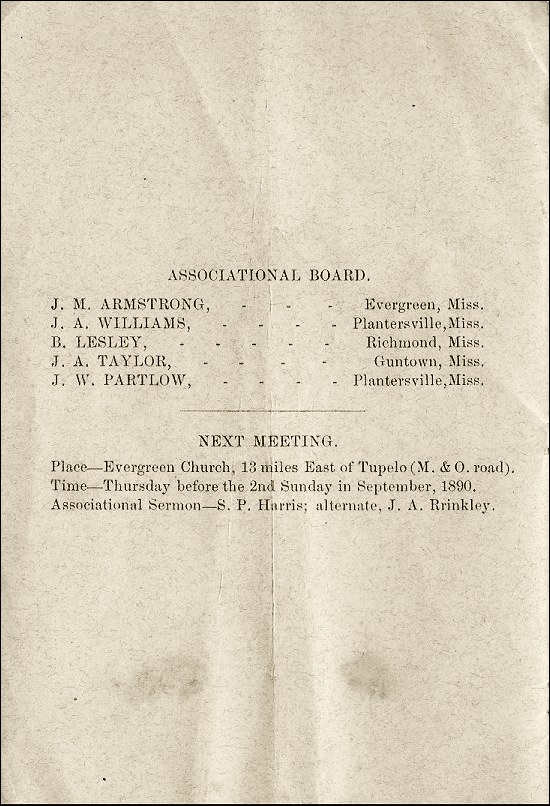 ASSOCIATIONAL BOARD.
J. M. ARMSTRONG, - - - Evergreen, Miss.
J. A. WILLIAMS, - - - - Plantersville, Miss.
B. LESLEY, - - - - - Richmond, Miss.
J. A. TAYLOR, - - - - Guntown, Miss.
J. W. PARTLOW, - - - - Plantersville, Miss.
NEXT MEETING.
Place—Evergreen Church, 13 miles East of Tupelo (M. & O. road).
Time—Thursday before the 2nd Sunday in September, 1890.
Associational Sermon—S. P. Harris; alternate, J. A. Rrinkley.